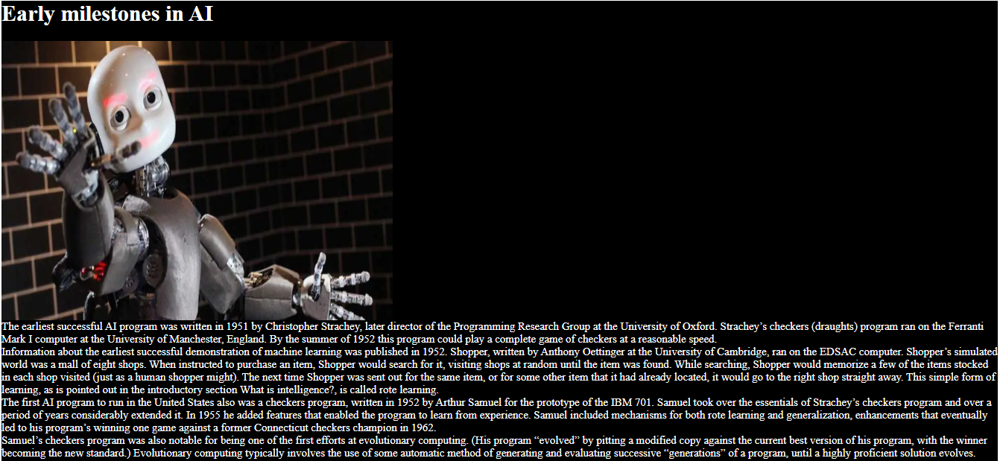 Early milestones in AI
The earliest successful AI program was written in 1951 by Christopher Strachey, later director of the Programming Research Group at the University of Oxford. Strachey’s checkers (draughts) program ran on the Ferranti
Mark I computer at the University of Manchester, England. By the summer of 1952 this program could play a complete game of checkers at a reasonable speed.
Information about the earliest successful demonstration of machine learning was published in 1952. Shopper, written by Anthony Oettinger at the University of Cambridge, ran on the EDSAC computer. Shopper’s simulated
world was a mall of eight shops. When instructed to purchase an item, Shopper would search for it, visiting shops at random until the item was found. While searching, Shopper would memorize a few of the items stocked
in each shop visited (just as a human shopper might). The next time Shopper was sent out for the same item, or for some other item that it had already located, it would go to the right shop straight away. This simple form of
learning, as is pointed out in the introductory section What is intelligence?, is called rote learning.
The first AI program to run in the United States also was a checkers program, written in 1952 by Arthur Samuel for the prototype of the IBM 701. Samuel took over the essentials of Strachey’s checkers program and over a
period of years considerably extended it. In 1955 he added features that enabled the program to learn from experience. Samuel included mechanisms for both rote learning and generalization, enhancements that eventually
led to his program’s winning one game against a former Connecticut checkers champion in 1962.
Samuel’s checkers program was also notable for being one of the first efforts at evolutionary computing. (His program “evolved” by pitting a modified copy against the current best version of his program, with the winner
becoming the new standard.) Evolutionary computing typically involves the use of some automatic method of generating and evaluating successive “generations” of a program, until a highly proficient solution evolves.